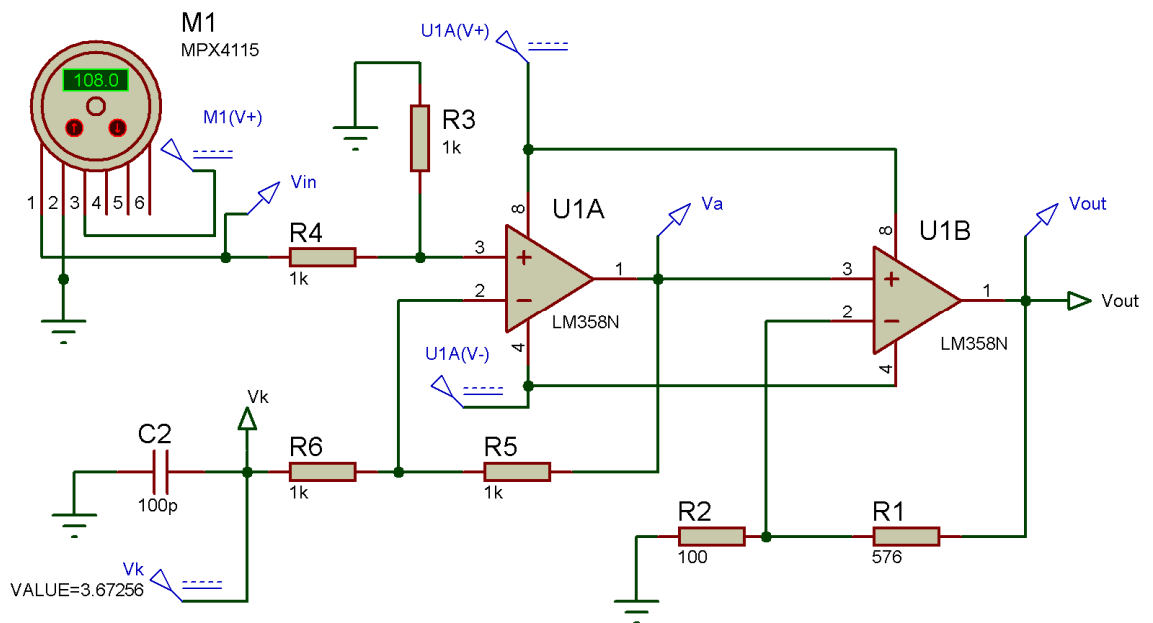 M1
MPX4115
108.0
1 2 3 4 5 6
M1(V+)
Vin
R3
1k
R4
1k
U1A(V+)
8
U1A
3
+
2
−
1
4
LM358N
U1A(V-)
Va
8
U1B
3
+
2
−
1
4
LM358N
Vout
Vout
Vk
C2
100p
R6
1k
R5
1k
Vk
VALUE=3.67256
R2
100
R1
576